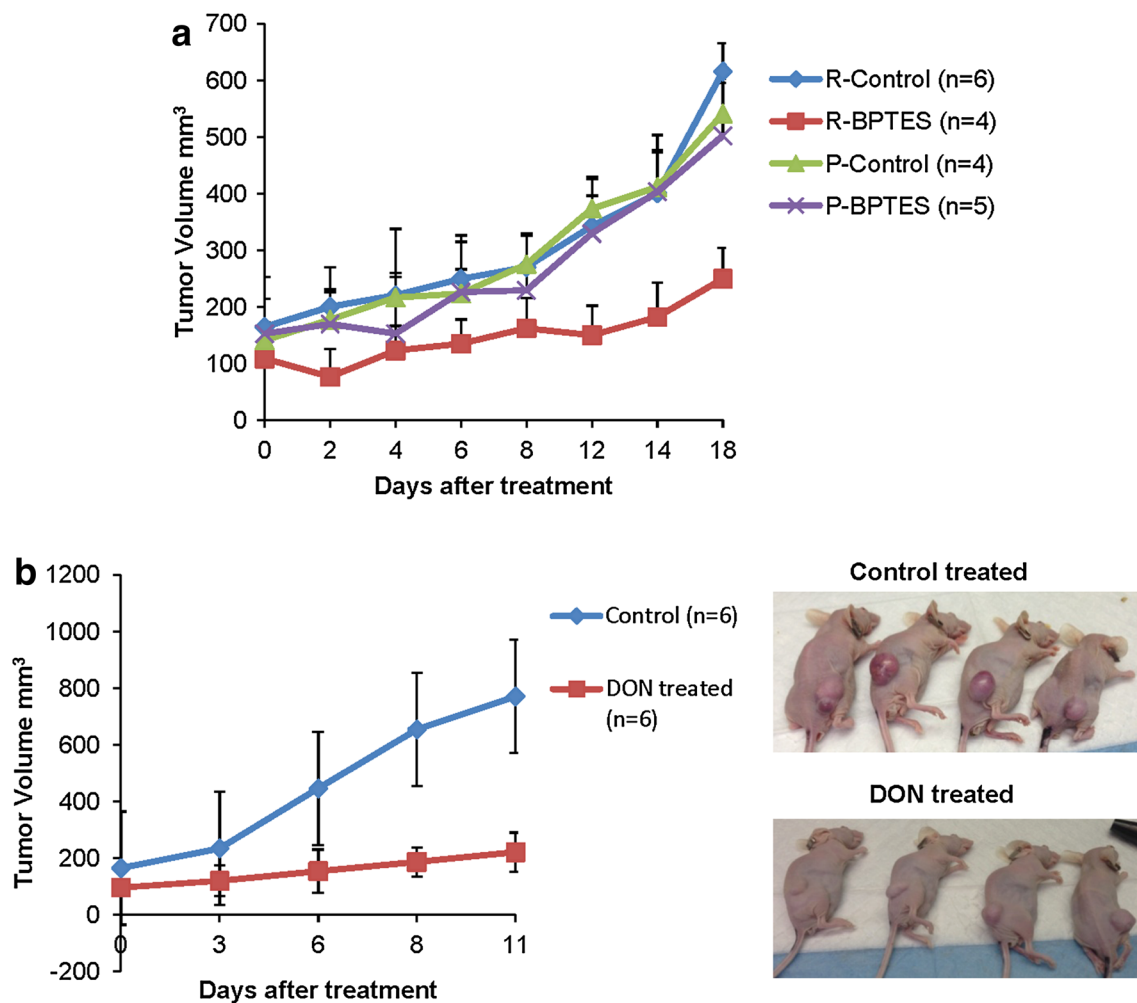 a
700
600
500
400
300
200
100
0
Tumor Volume mm³
0 2 4 6 8 12 14 18
Days after treatment
R-Control (n=6)
R-BPTES (n=4)
P-Control (n=4)
P-BPTES (n=5)
b
1200
1000
800
600
400
200
0
-200
Tumor Volume mm³
0 3 6 8 11
Days after treatment
Control (n=6)
DON treated
(n=6)
Control treated
DON treated